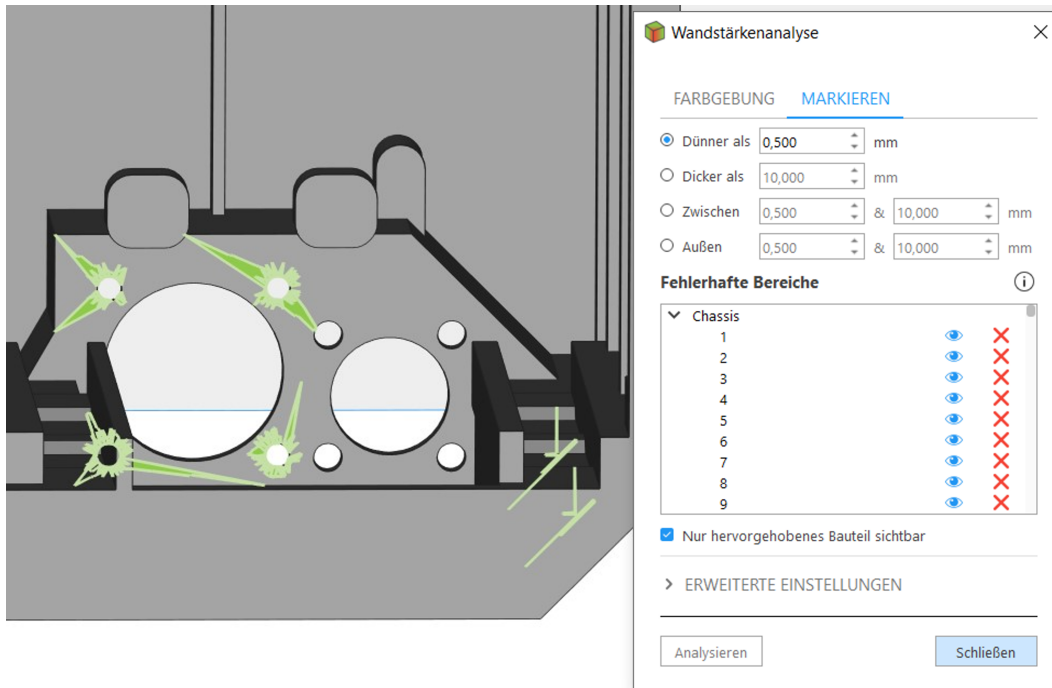 Wandstärkenanalyse
FARBGEBUNG MARKIEREN
Dünner als 0,500 mm
Dicker als 10,000 mm
Zwischen 0,500 & 10,000 mm
Außen 0,500 & 10,000 mm
Fehlerhafte Bereiche
Chassis
1
2
3
4
5
6
7
8
9
Nur hervorgehobenes Bauteil sichtbar
ERWEITERTE EINSTELLUNGEN
Analysieren Schließen